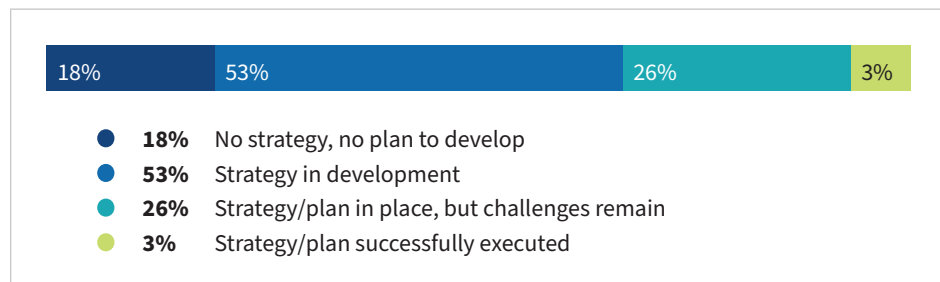 18% 53% 26% 3%
18% No strategy, no plan to develop
53% Strategy in development
26% Strategy/plan in place, but challenges remain
3% Strategy/plan successfully executed